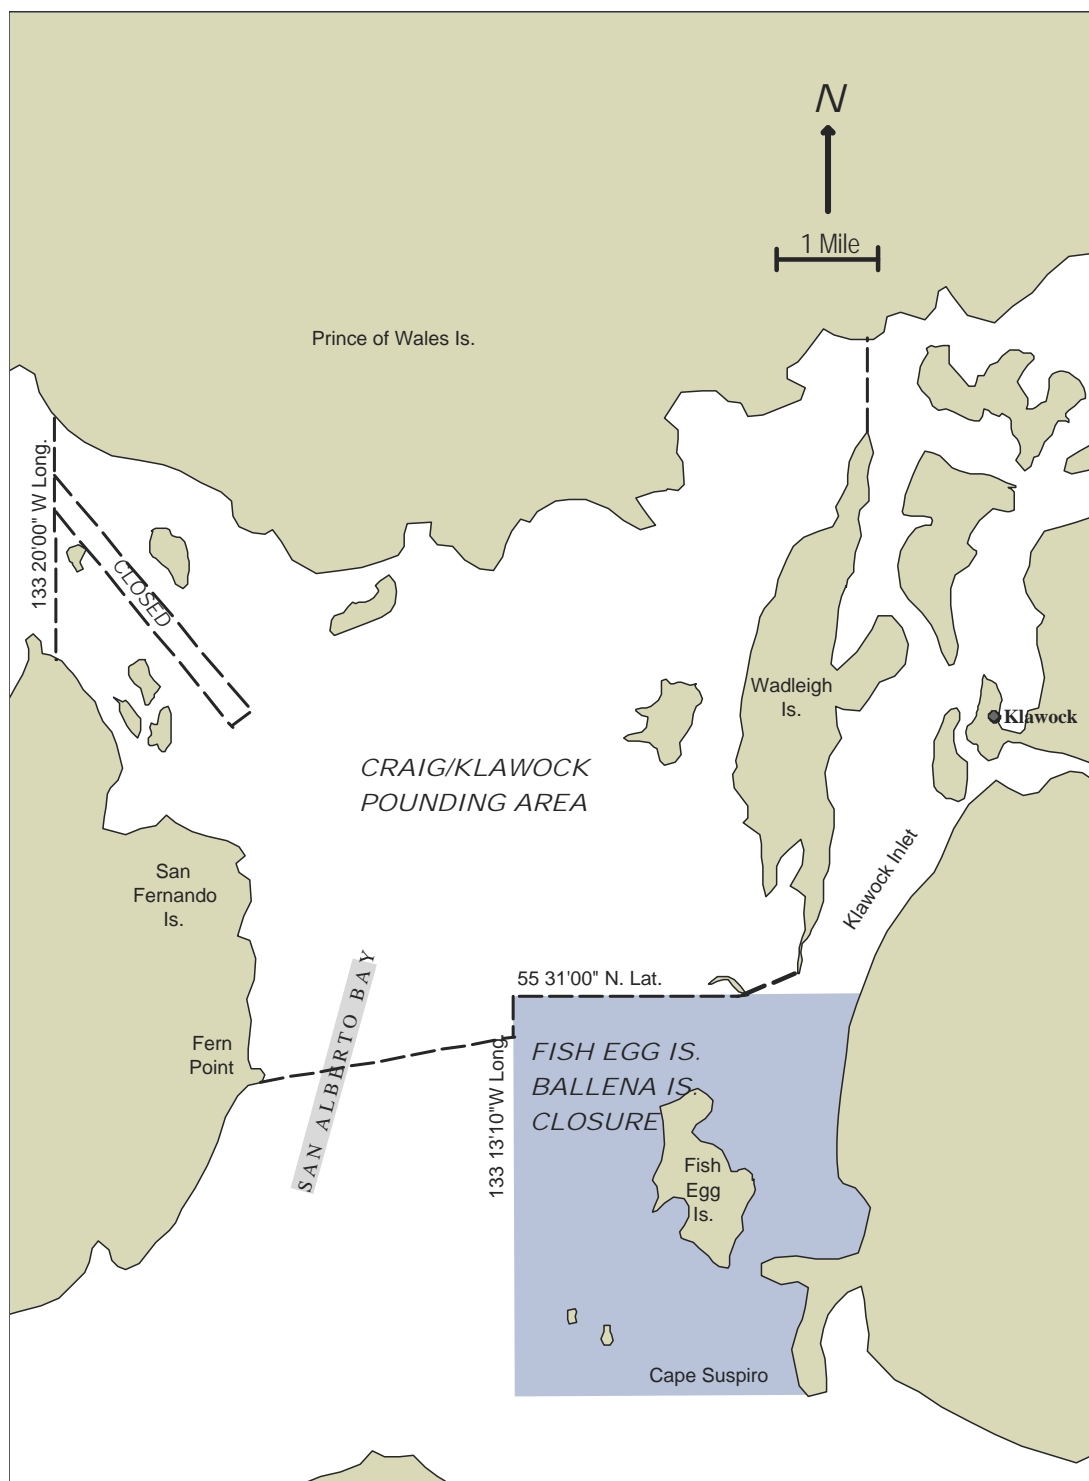 N
1 Mile
Prince of Wales Is.
133 20'00" W Long.
CLOSED
Wadleigh
Is.
Klawock
CRAIG/KLAWOCK
POUNDING AREA
Klawock Inlet
San
Fernando
Is.
SAN ALBERTO BAY
55 31'00" N. Lat.
Fern
Point
133 13'10"W Long.
FISH EGG IS.
BALLENA IS.
CLOSURE
Fish
Egg
Is.
Cape Suspiro